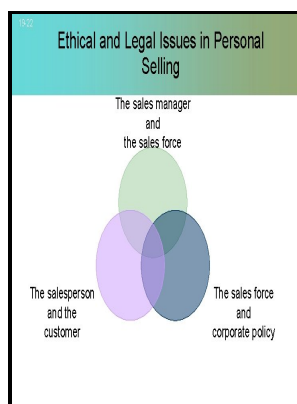 19-22
Ethical and Legal Issues in Personal
Selling
The sales manager
and
the sales force
The salesperson
and the
customer
The sales force
and
corporate policy